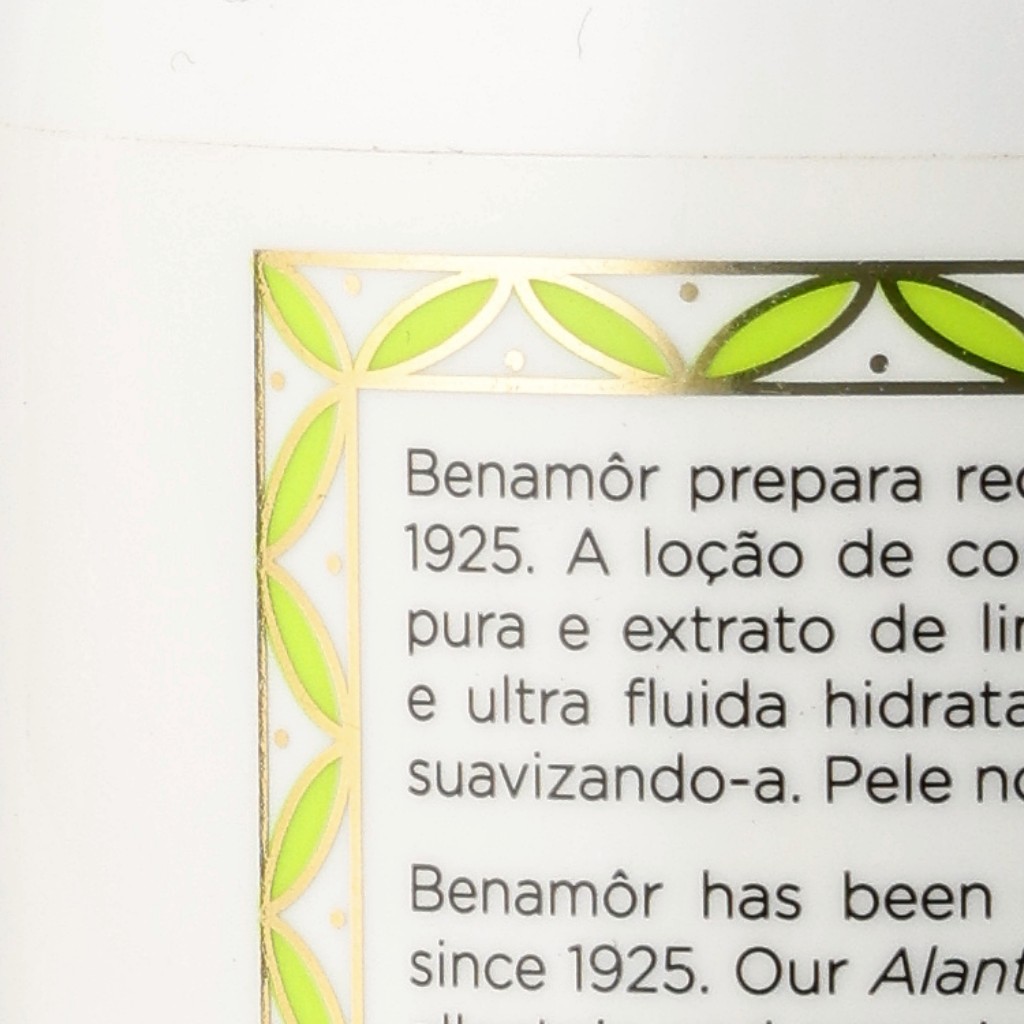 Benamôr prepara
1925. A loção de
pura e extrato de
e ultra fluida
suavizando-a. Pele
Benamôr has been
since 1925. Our